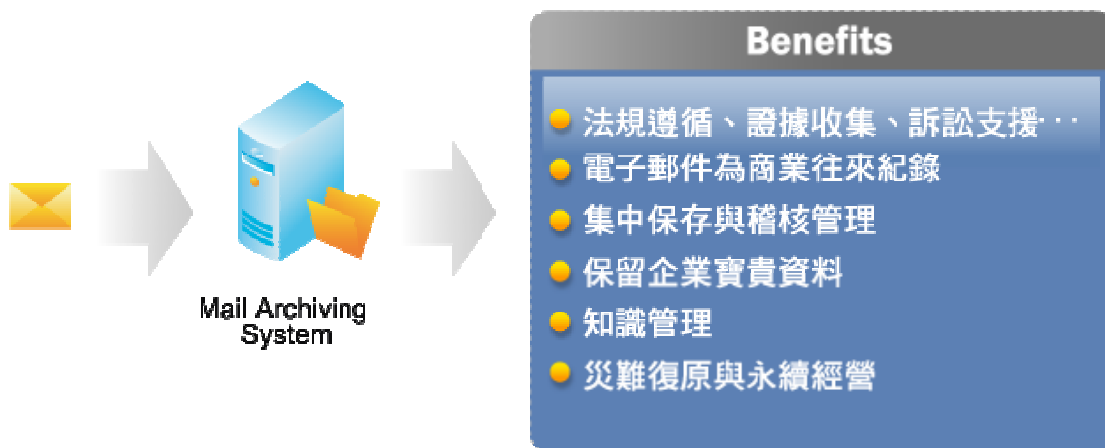 Mail Archiving
System
Benefits
法規遵循、證據收集、訴訟支援···
電子郵件為商業往來紀錄
集中保存與稽核管理
保留企業寶貴資料
知識管理
災難復原與永續經營